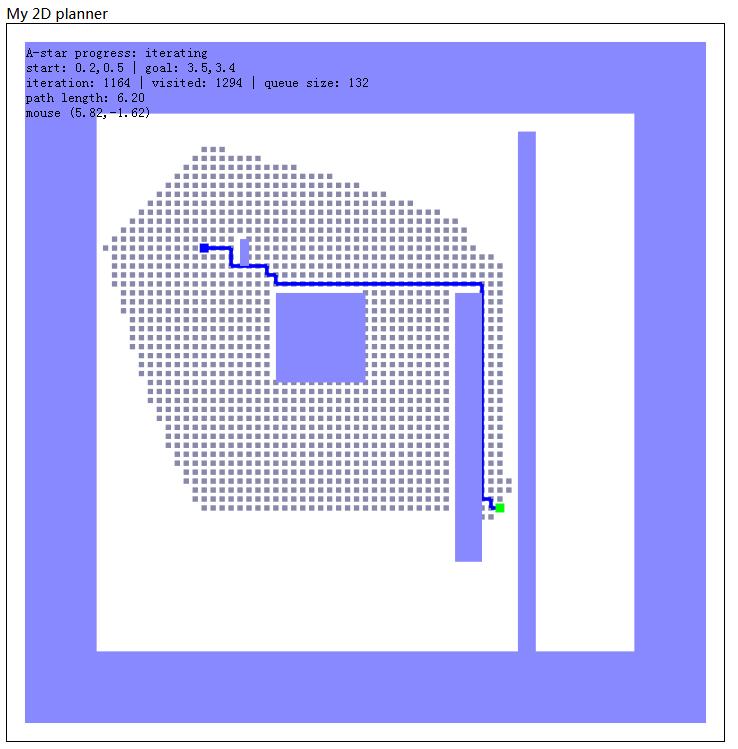 My 2D planner
A-star progress: iterating
start: 0.2,0.5 | goal: 3.5,3.4
iteration: 1164 | visited: 1294 | queue size: 132
path length: 6.20
mouse (5.82,-1.62)